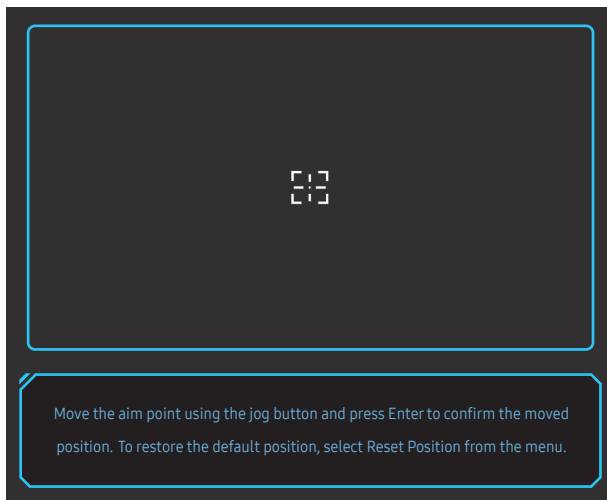 Move the aim point using the jog button and press Enter to confirm the moved
position. To restore the default position, select Reset Position from the menu.